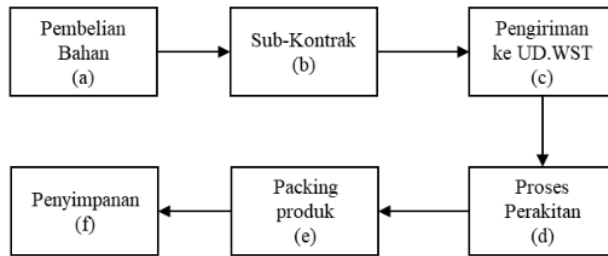 Pembelian
Bahan
(a)
Sub-Kontrak
(b)
Pengiriman
ke UD.WST
(c)
Proses
Perakitan
(d)
Packing
produk
(e)
Penyimpanan
(f)